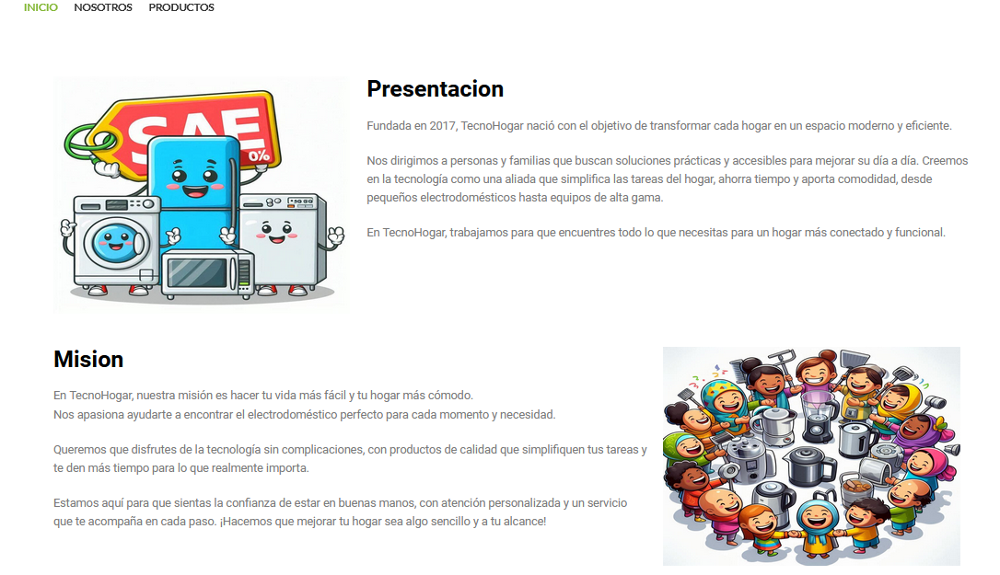 INICIO NOSOTROS PRODUCTOS
SAE
0%
Presentacion
Fundada en 2017, TecnoHogar nació con el objetivo de transformar cada hogar en un espacio moderno y eficiente.
Nos dirigimos a personas y familias que buscan soluciones prácticas y accesibles para mejorar su día a día. Creemos
en la tecnología como una aliada que simplifica las tareas del hogar, ahorra tiempo y aporta comodidad, desde
pequeños electrodomésticos hasta equipos de alta gama.
En TecnoHogar, trabajamos para que encuentres todo lo que necesitas para un hogar más conectado y funcional.
Mision
En TecnoHogar, nuestra misión es hacer tu vida más fácil y tu hogar más cómodo.
Nos apasiona ayudarte a encontrar el electrodoméstico perfecto para cada momento y necesidad.
Queremos que disfrutes de la tecnologia sin complicaciones, con productos de calidad que simplifiquen tus tareas y
te den más tiempo para lo que realmente importa.
Estamos aquí para que sientas la confianza de estar en buenas manos, con atención personalizada y un servicio
que te acompaña en cada paso. ¡Hacemos que mejorar tu hogar sea algo sencillo y a tu alcance!